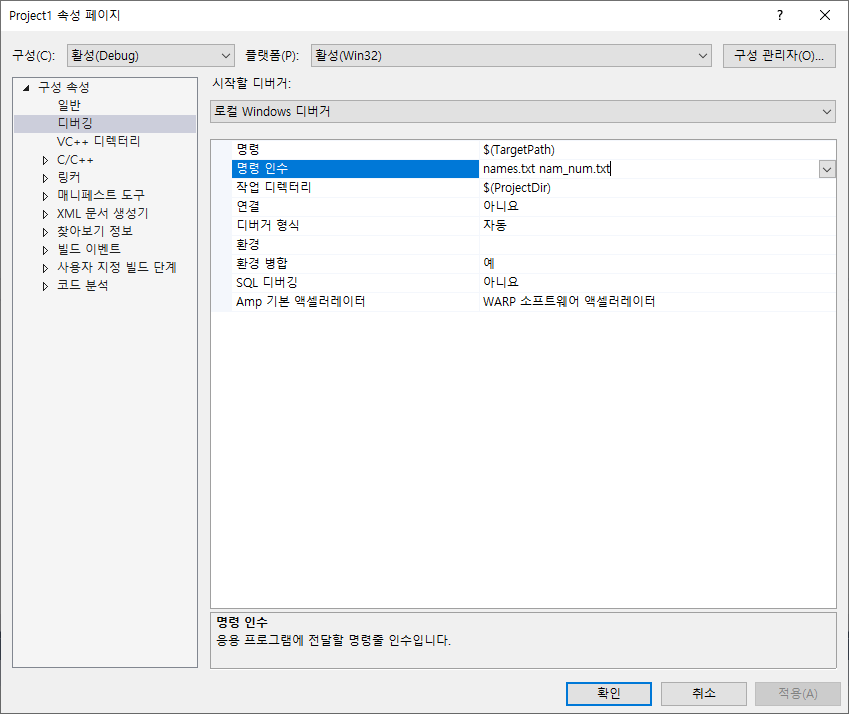 Project1 속성 페이지
?
구성(C): 활성(Debug) 플랫폼(P): 활성(Win32) 구성 관리자(O)...
구성 속성
일반
디버깅
VC++ 디렉터리
C/C++
링커
매니페스트 도구
XML 문서 생성기
찾아보기 정보
빌드 이벤트
사용자 지정 빌드 단계
코드 분석
시작할 디버거:
로컬 Windows 디버거
명령 $(TargetPath)
명령 인수 names.txt nam_num.txt
작업 디렉터리 $(ProjectDir)
연결 아니요
디버거 형식 자동
환경
환경 병합 예
SQL 디버깅 아니요
Amp 기본 액셀러레이터 WARP 소프트웨어 액셀러레이터
명령 인수
응용 프로그램에 전달할 명령줄 인수입니다.
확인 취소 적용(A)